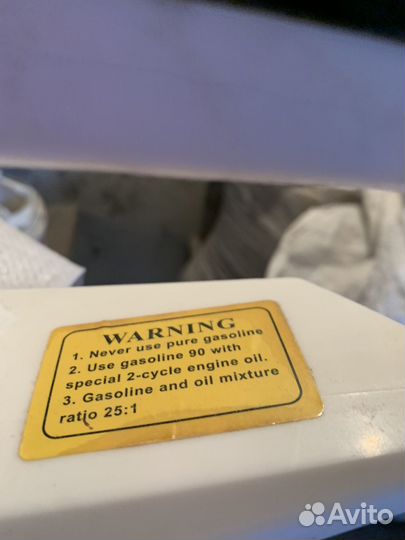 WARNING
1. Never use pure gasoline
2. Use gasoline 90 with
special 2-cycle engine oil.
3. Gasoline and oil mixture
ratio 25:1
Avito